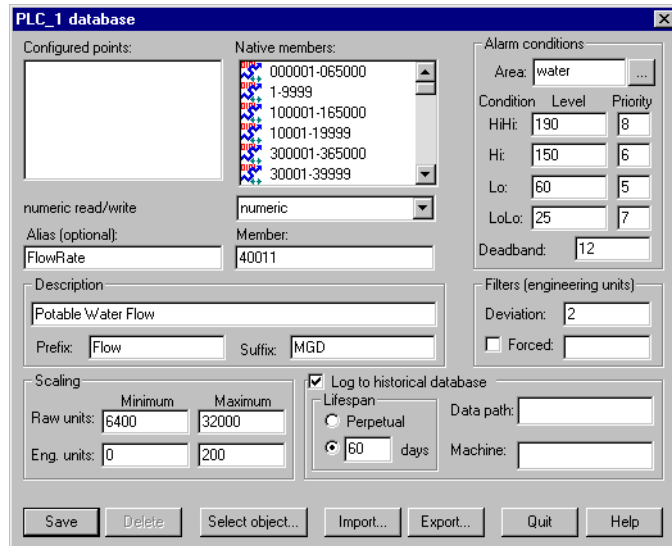 PLC_1 database
Configured points:
Native members:
000001-065000
1-9999
100001-165000
10001-19999
300001-365000
30001-39999
numeric read/write
numeric
Alias (optional):
Member:
FlowRate
40011
Description
Potable Water Flow
Prefix: Flow
Suffix: MGD
Alarm conditions
Area: water ...
Condition Level Priority
HiHi: 190 8
Hi: 150 6
Lo: 60 5
LoLo: 25 7
Deadband: 12
Filters (engineering units)
Deviation: 2
Forced:
Scaling
Minimum Maximum
Raw units: 6400 32000
Eng. units: 0 200
Log to historical database
Lifespan
Perpetual
60 days
Data path:
Machine:
Save Delete Select object... Import... Export... Quit Help